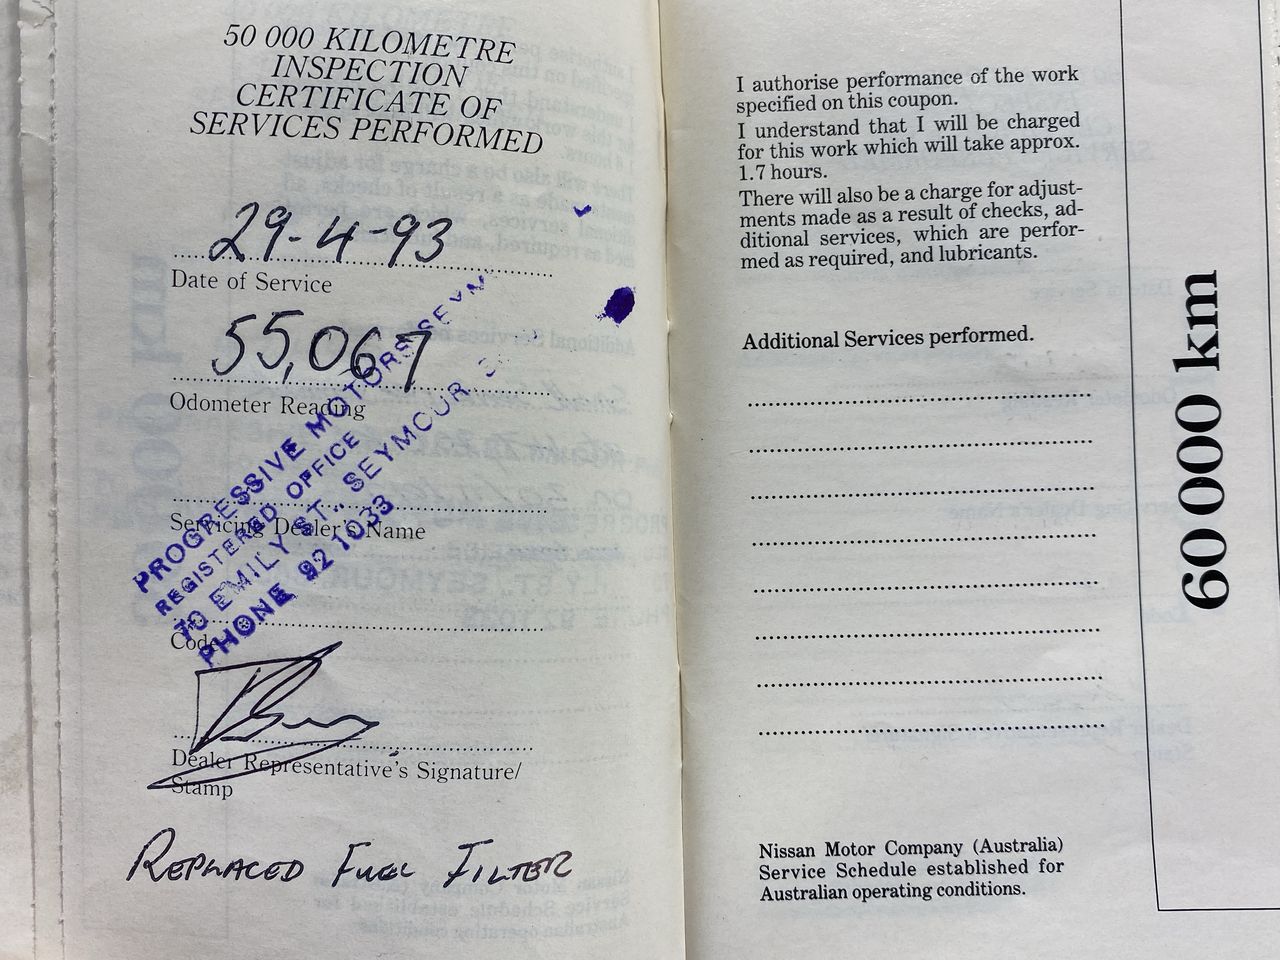 50 000 KILOMETRE
INSPECTION
CERTIFICATE OF
SERVICES PERFORMED
29-4-93
Date of Service
55,067
Odometer Reading
Servicing Dealer's Name
PROGRESSIVE MOTORS SEYM
REGISTERED OFFICE
70 EMILY ST., SEYMOUR 3
PHONE 92 1033
Code
Dealer Representative's Signature/
Stamp
REPLACED FUEL FILTER
I authorise performance of the work
specified on this coupon.
I understand that I will be charged
for this work which will take approx.
1.7 hours.
There will also be a charge for adjust-
ments made as a result of checks, ad-
ditional services, which are perfor-
med as required, and lubricants.
Additional Services performed.
Nissan Motor Company (Australia)
Service Schedule established for
Australian operating conditions.
60 000 km